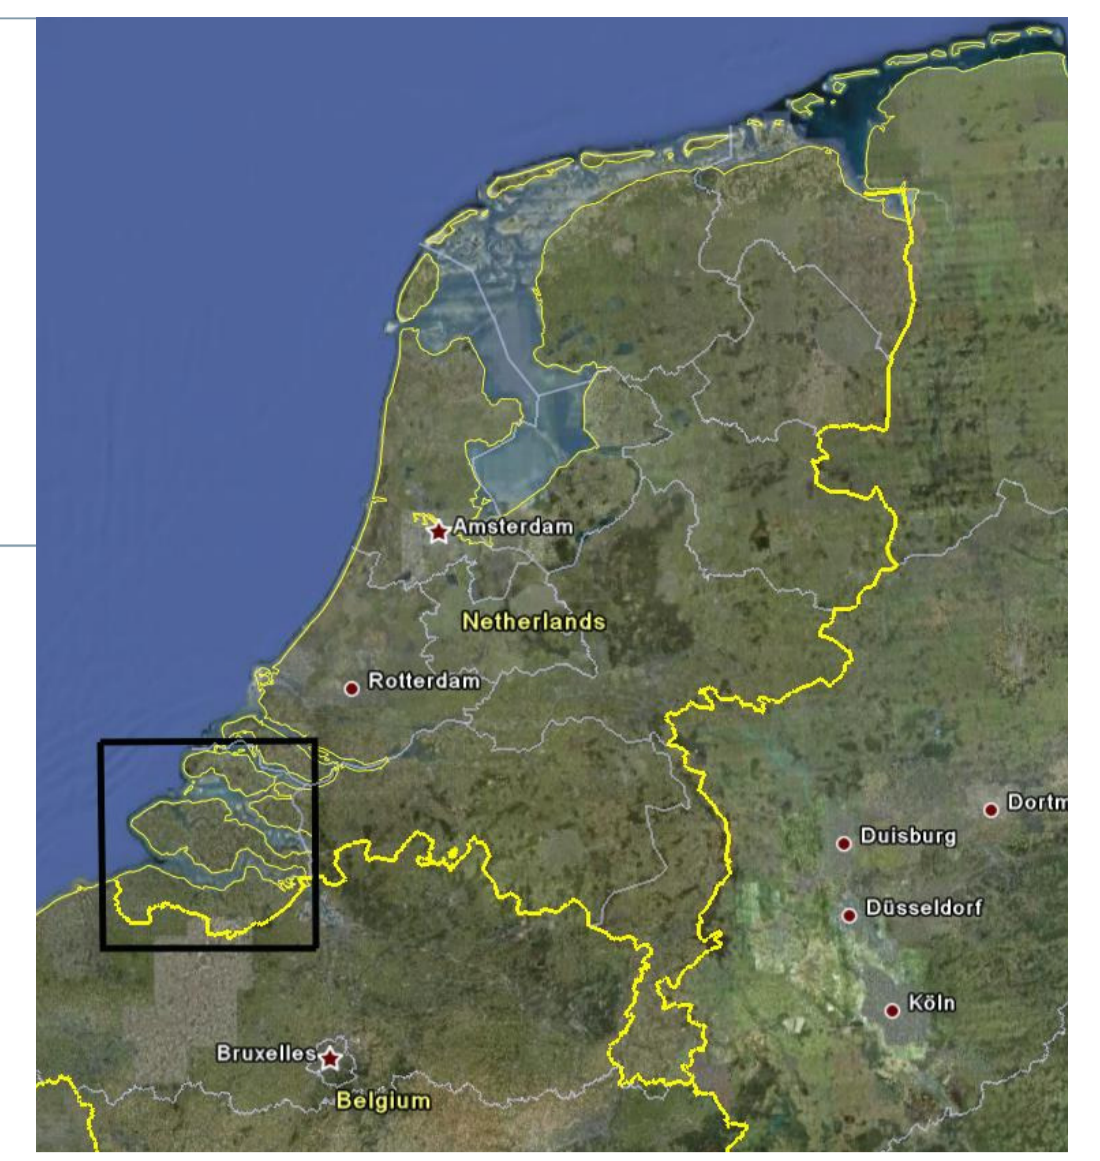 Amsterdam
Netherlands
Rotterdam
Dortm
Duisburg
Düsseldorf
Köln
Bruxelles
Belgium